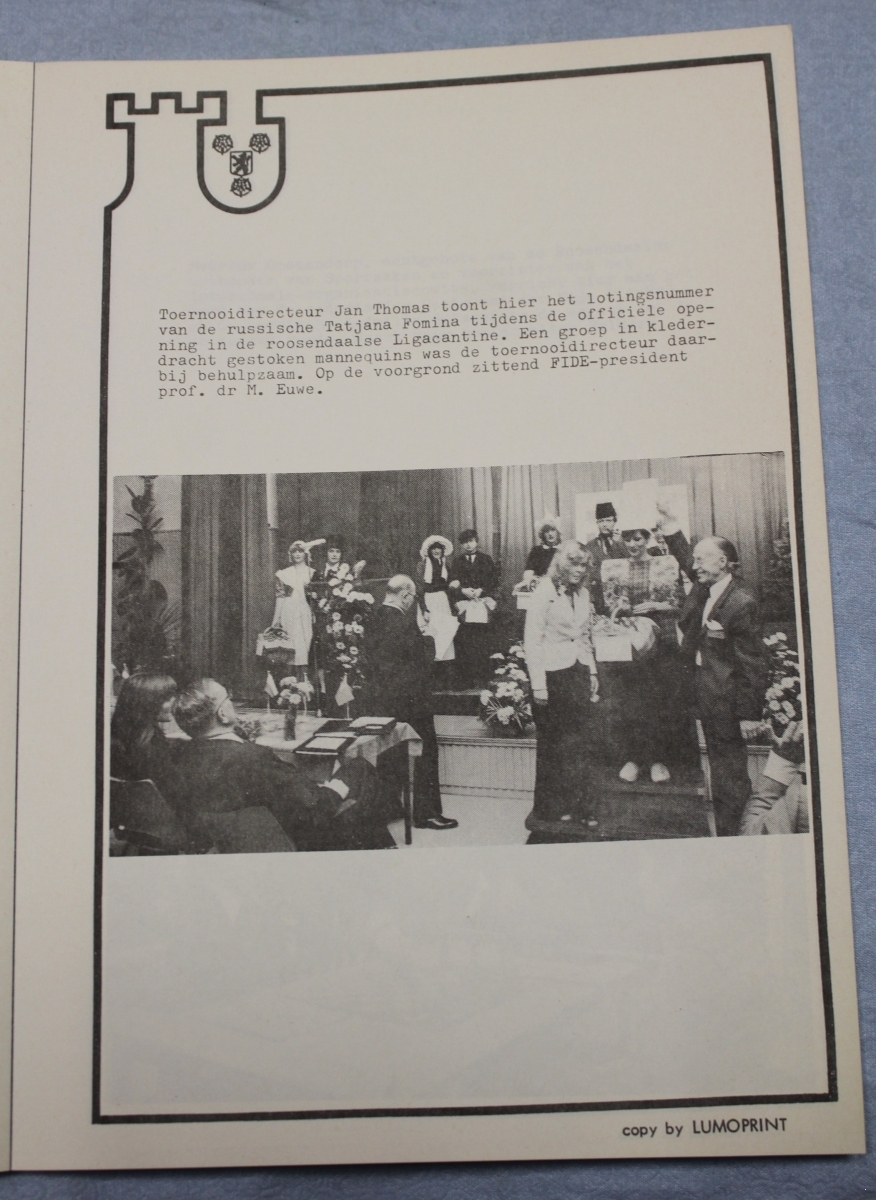 Toernooidirecteur Jan Thomas toont hier het lotingsnummer
van de russische Tatjana Fomina tijdens de officiële ope-
ning in de roosendaalse Ligacantine. Een groep in kleder-
dracht gestoken mannequins was de toernooidirecteur daar-
bij behulpzaam. Op de voorgrond zittend FIDE-president
prof. dr M. Euwe.
copy by LUMOPRINT